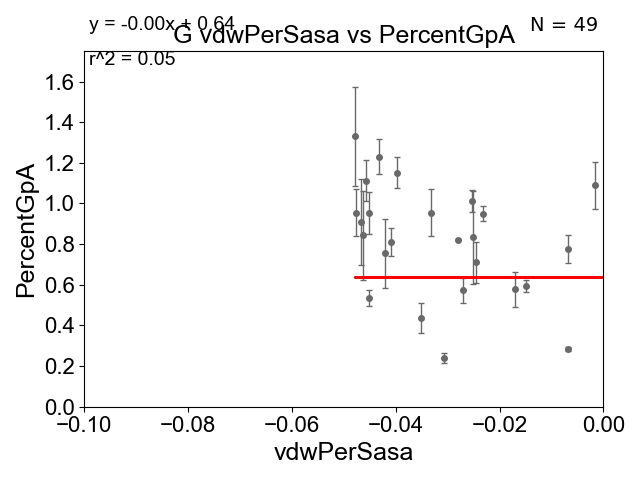 y = -0.00x + 0.64
G vdwPerSasa vs PercentGpA
N = 49
r^2 = 0.05
PercentGpA
1.6
1.4
1.2
1.0
0.8
0.6
0.4
0.2
0.0
−0.10
−0.08
−0.06
−0.04
−0.02
0.00
vdwPerSasa